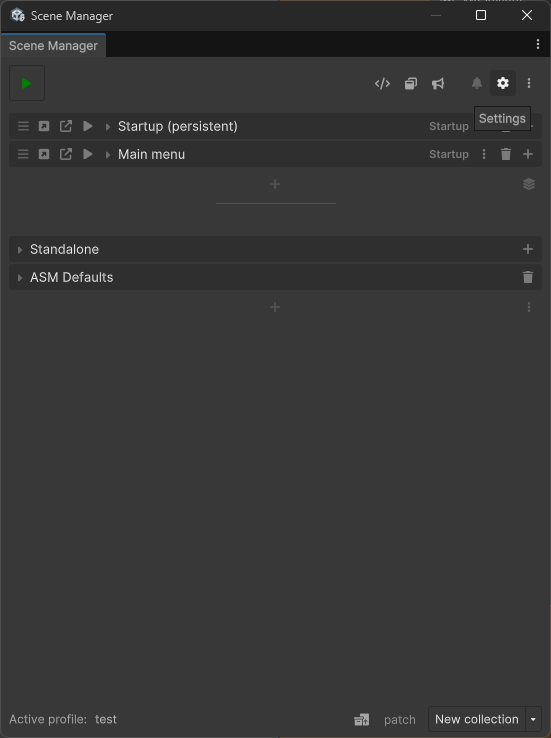 Scene Manager
Scene Manager
Settings
Startup (persistent) Startup
Main menu Startup
Standalone
ASM Defaults
Active profile: test patch New collection